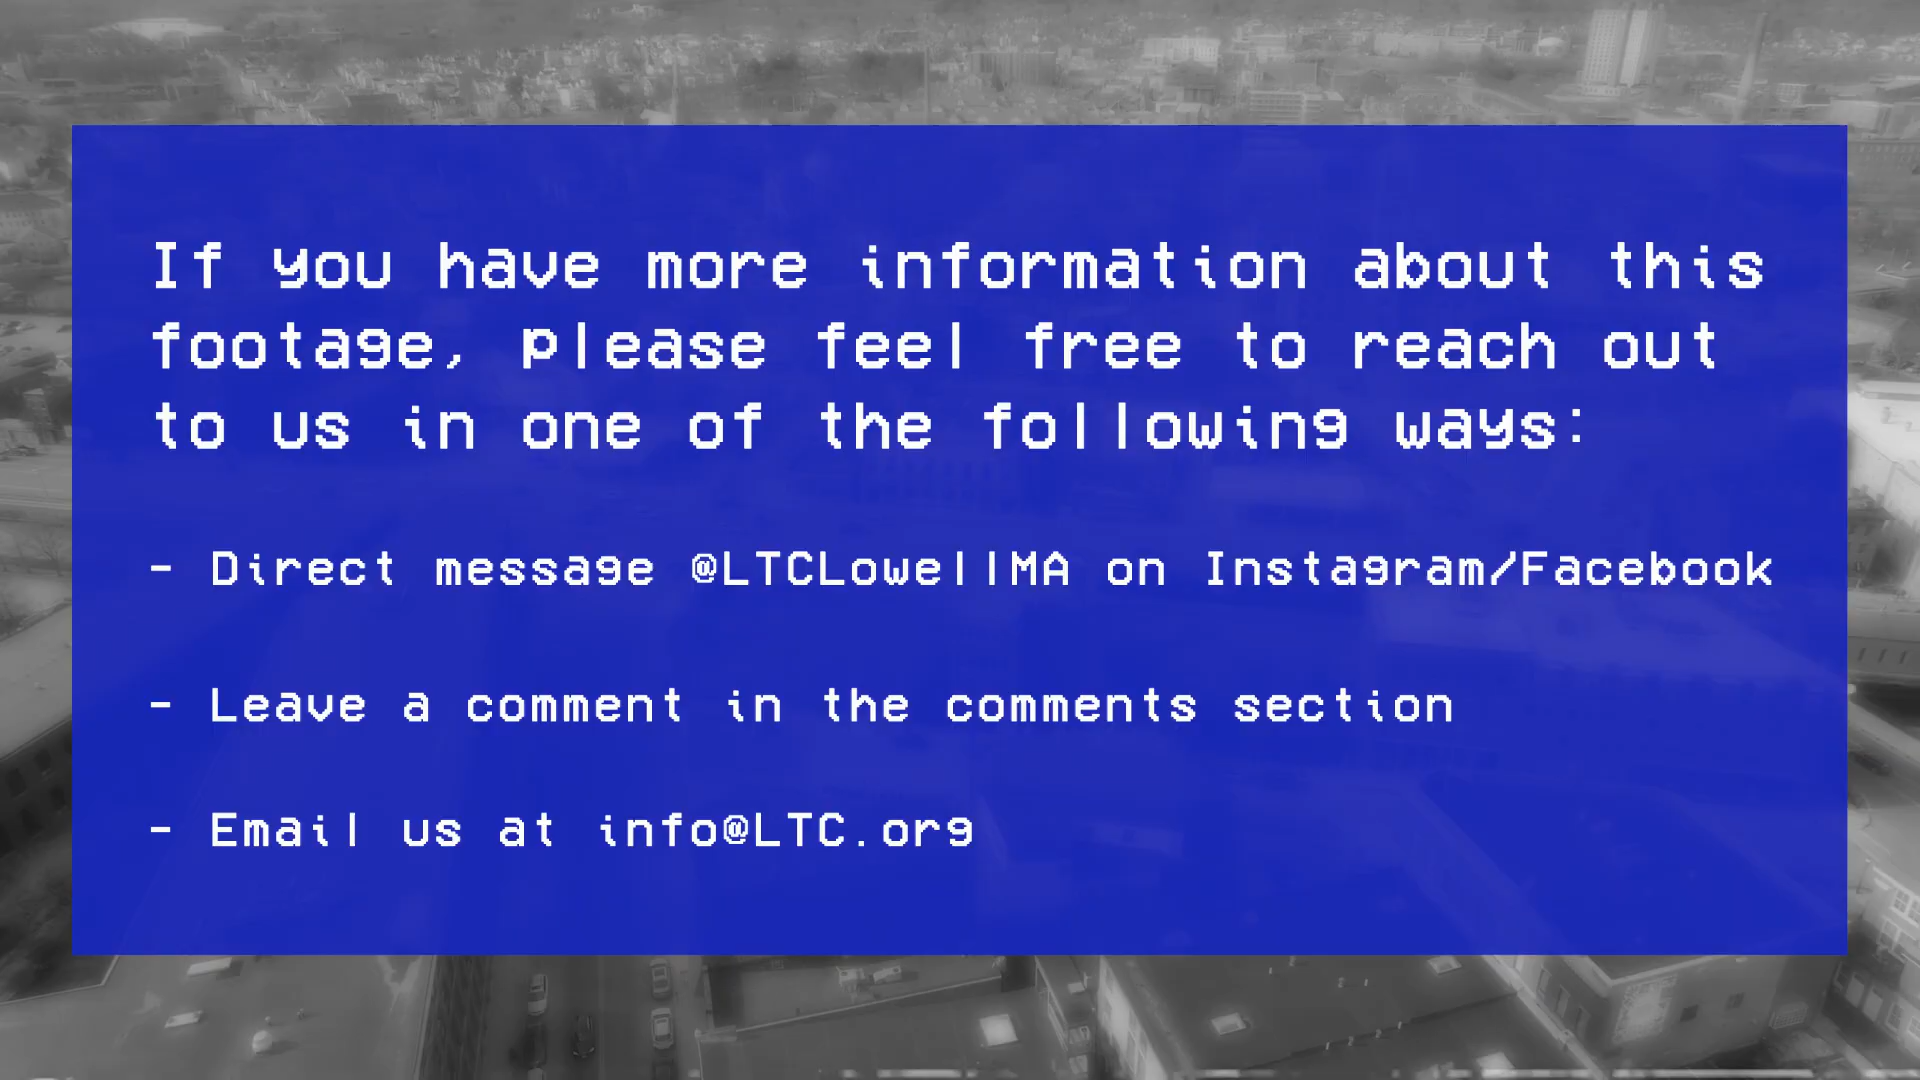 If you have more information about this
footage, please feel free to reach out
to us in one of the following ways:
- Direct message @LTCLowellMA on Instagram/Facebook
- Leave a comment in the comments section
- Email us at info@LTC.org